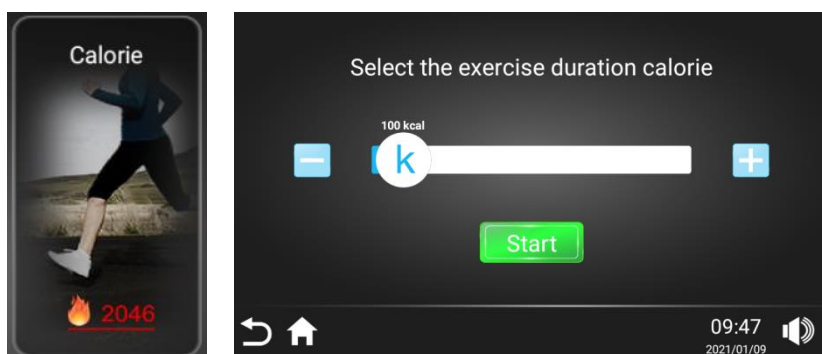 Calorie
2046
Select the exercise duration calorie
100 kcal
k
Start
09:47
2021/01/09